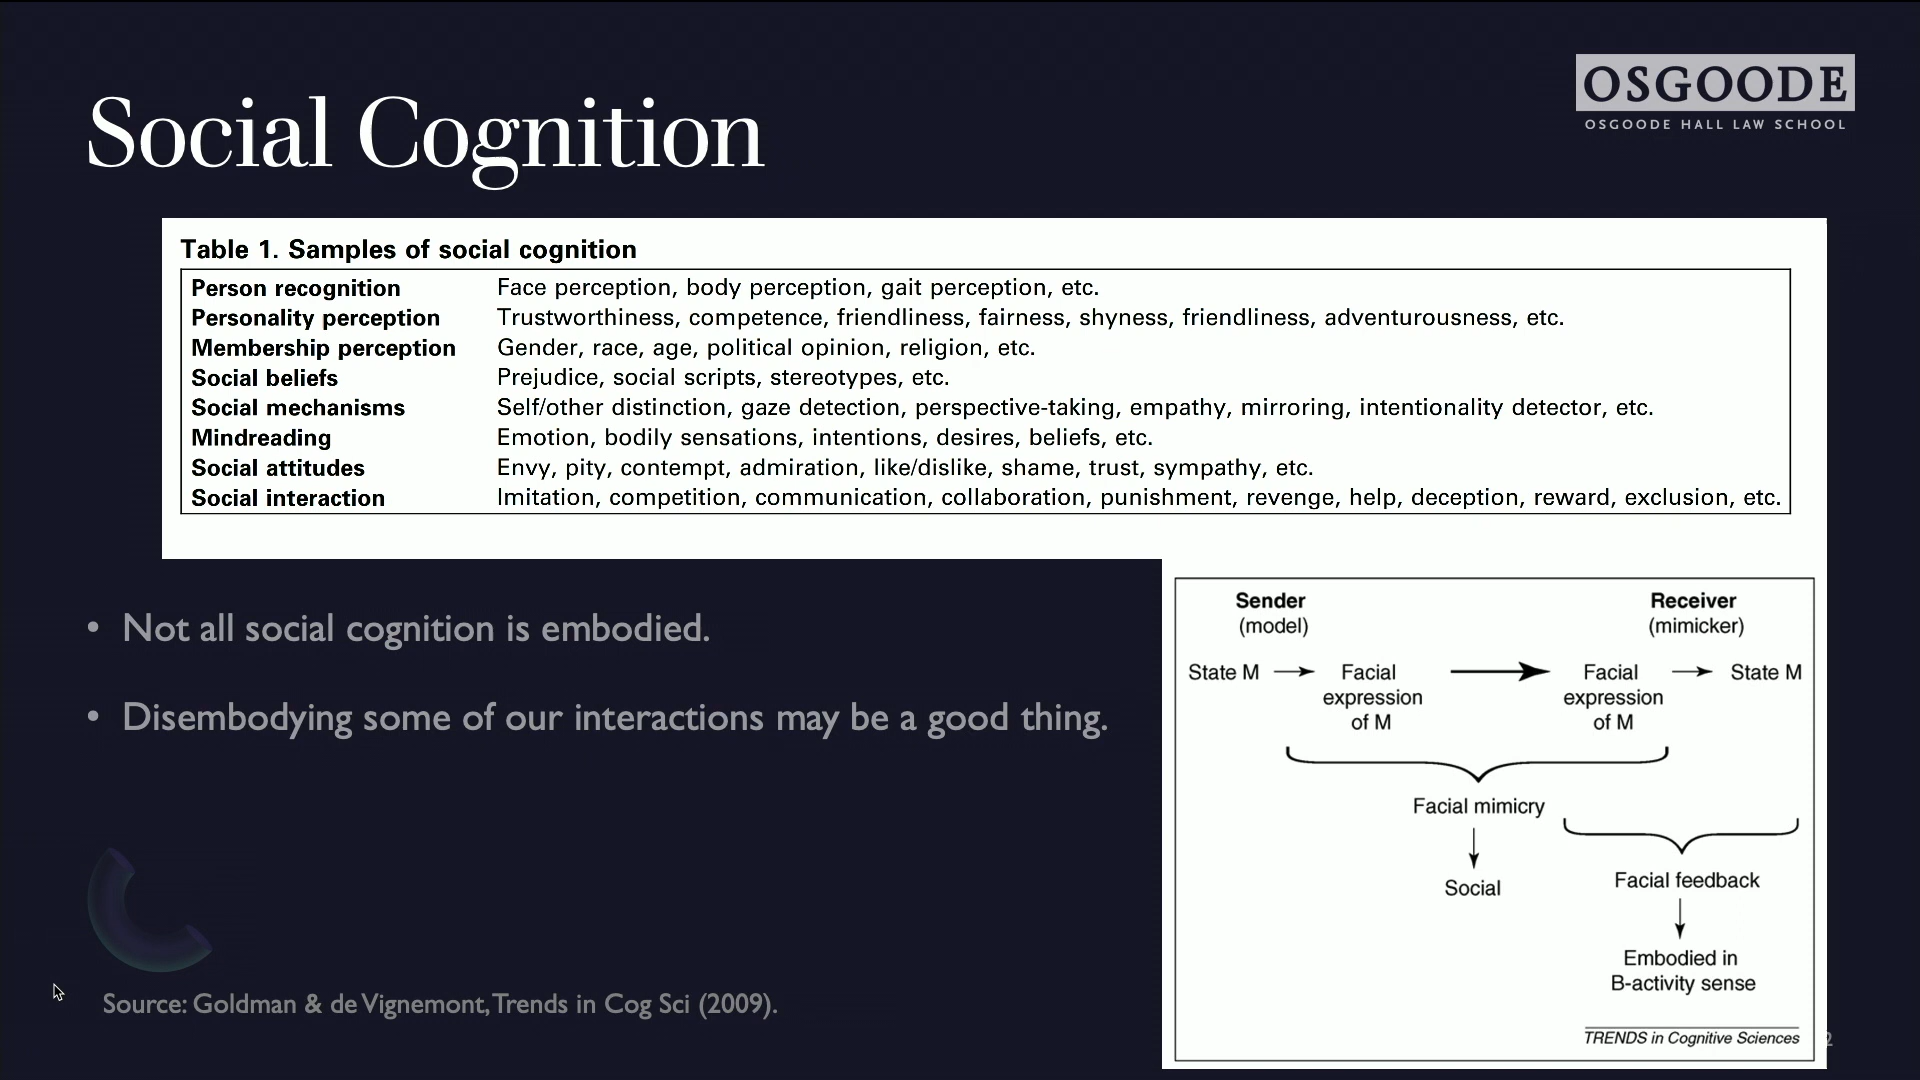 OSGOODE
OSGOODE HALL LAW SCHOOL
Social Cognition
Table 1. Samples of social cognition
Person recognition Face perception, body perception, gait perception, etc.
Personality perception Trustworthiness, competence, friendliness, fairness, shyness, friendliness, adventurousness, etc.
Membership perception Gender, race, age, political opinion, religion, etc.
Social beliefs Prejudice, social scripts, stereotypes, etc.
Social mechanisms Self/other distinction, gaze detection, perspective-taking, empathy, mirroring, intentionality detector, etc.
Mindreading Emotion, bodily sensations, intentions, desires, beliefs, etc.
Social attitudes Envy, pity, contempt, admiration, like/dislike, shame, trust, sympathy, etc.
Social interaction Imitation, competition, communication, collaboration, punishment, revenge, help, deception, reward, exclusion, etc.
• Not all social cognition is embodied.
• Disembodying some of our interactions may be a good thing.
Source: Goldman & de Vignemont, Trends in Cog Sci (2009).
Sender
(model)
Receiver
(mimicker)
State M
Facial
expression
of M
Facial
expression
of M
State M
Facial mimicry
Social
Facial feedback
Embodied in
B-activity sense
TRENDS in Cognitive Sciences
2